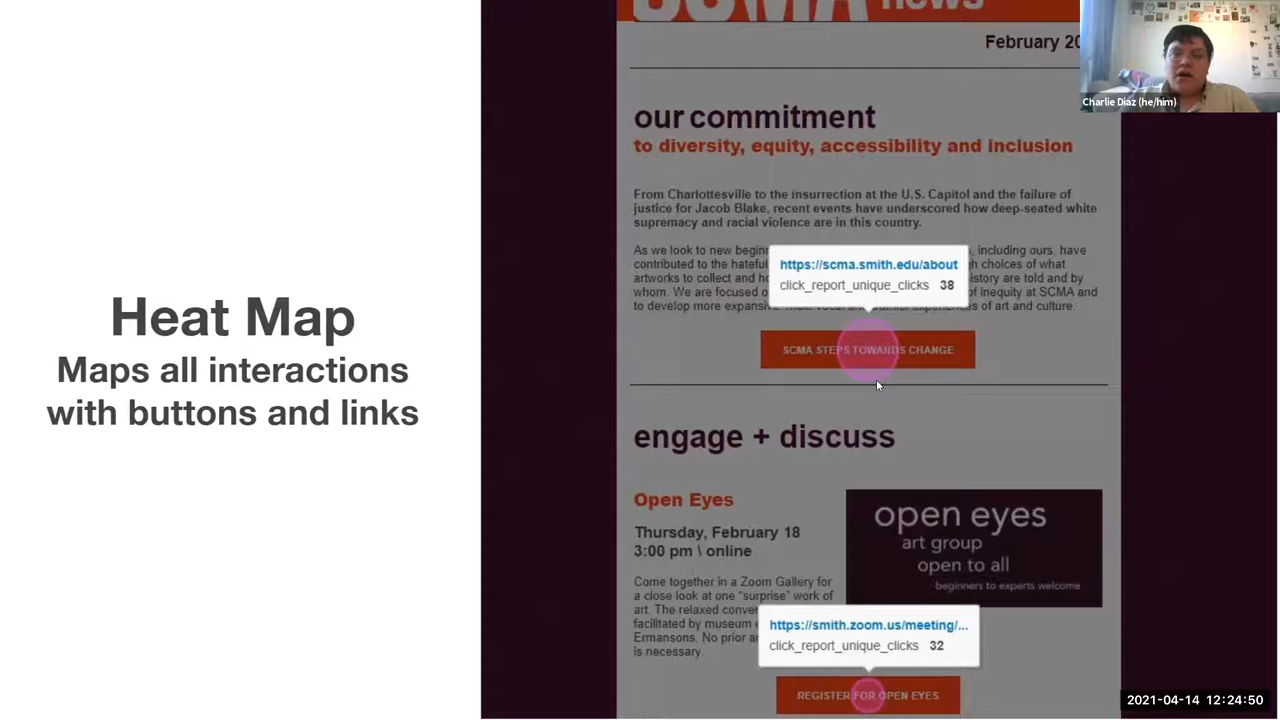 Heat Map
Maps all interactions
with buttons and links
news
February 20
our commitment
to diversity, equity, accessibility and inclusion
From Charlottesville to the insurrection at the U.S. Capitol and the failure of
justice for Jacob Blake, recent events have underscored how deep-seated white
supremacy and racial violence are in this country.
As we look to new , including ours, have
contributed to the hateful choices of what
artworks to collect and are told and by
whom. We are focused of inequity at SCMA and
to develop more of art and culture.
https://scma.smith.edu/about
click_report_unique_clicks 38
SCMA STEPS TOWARDS CHANGE
engage + discuss
Open Eyes
Thursday, February 18
3:00 pm \ online
Come together in a Zoom Gallery for
a close look at one "surprise" work of
art. The relaxed
facilitated by museum
Ermansons. No prior
is necessary.
open eyes
art group
open to all
beginners to experts welcome
https://smith.zoom.us/meeting/...
click_report_unique_clicks 32
REGISTER FOR OPEN EYES
Charlie Diaz (he/him)
2021-04-14 12:24:50